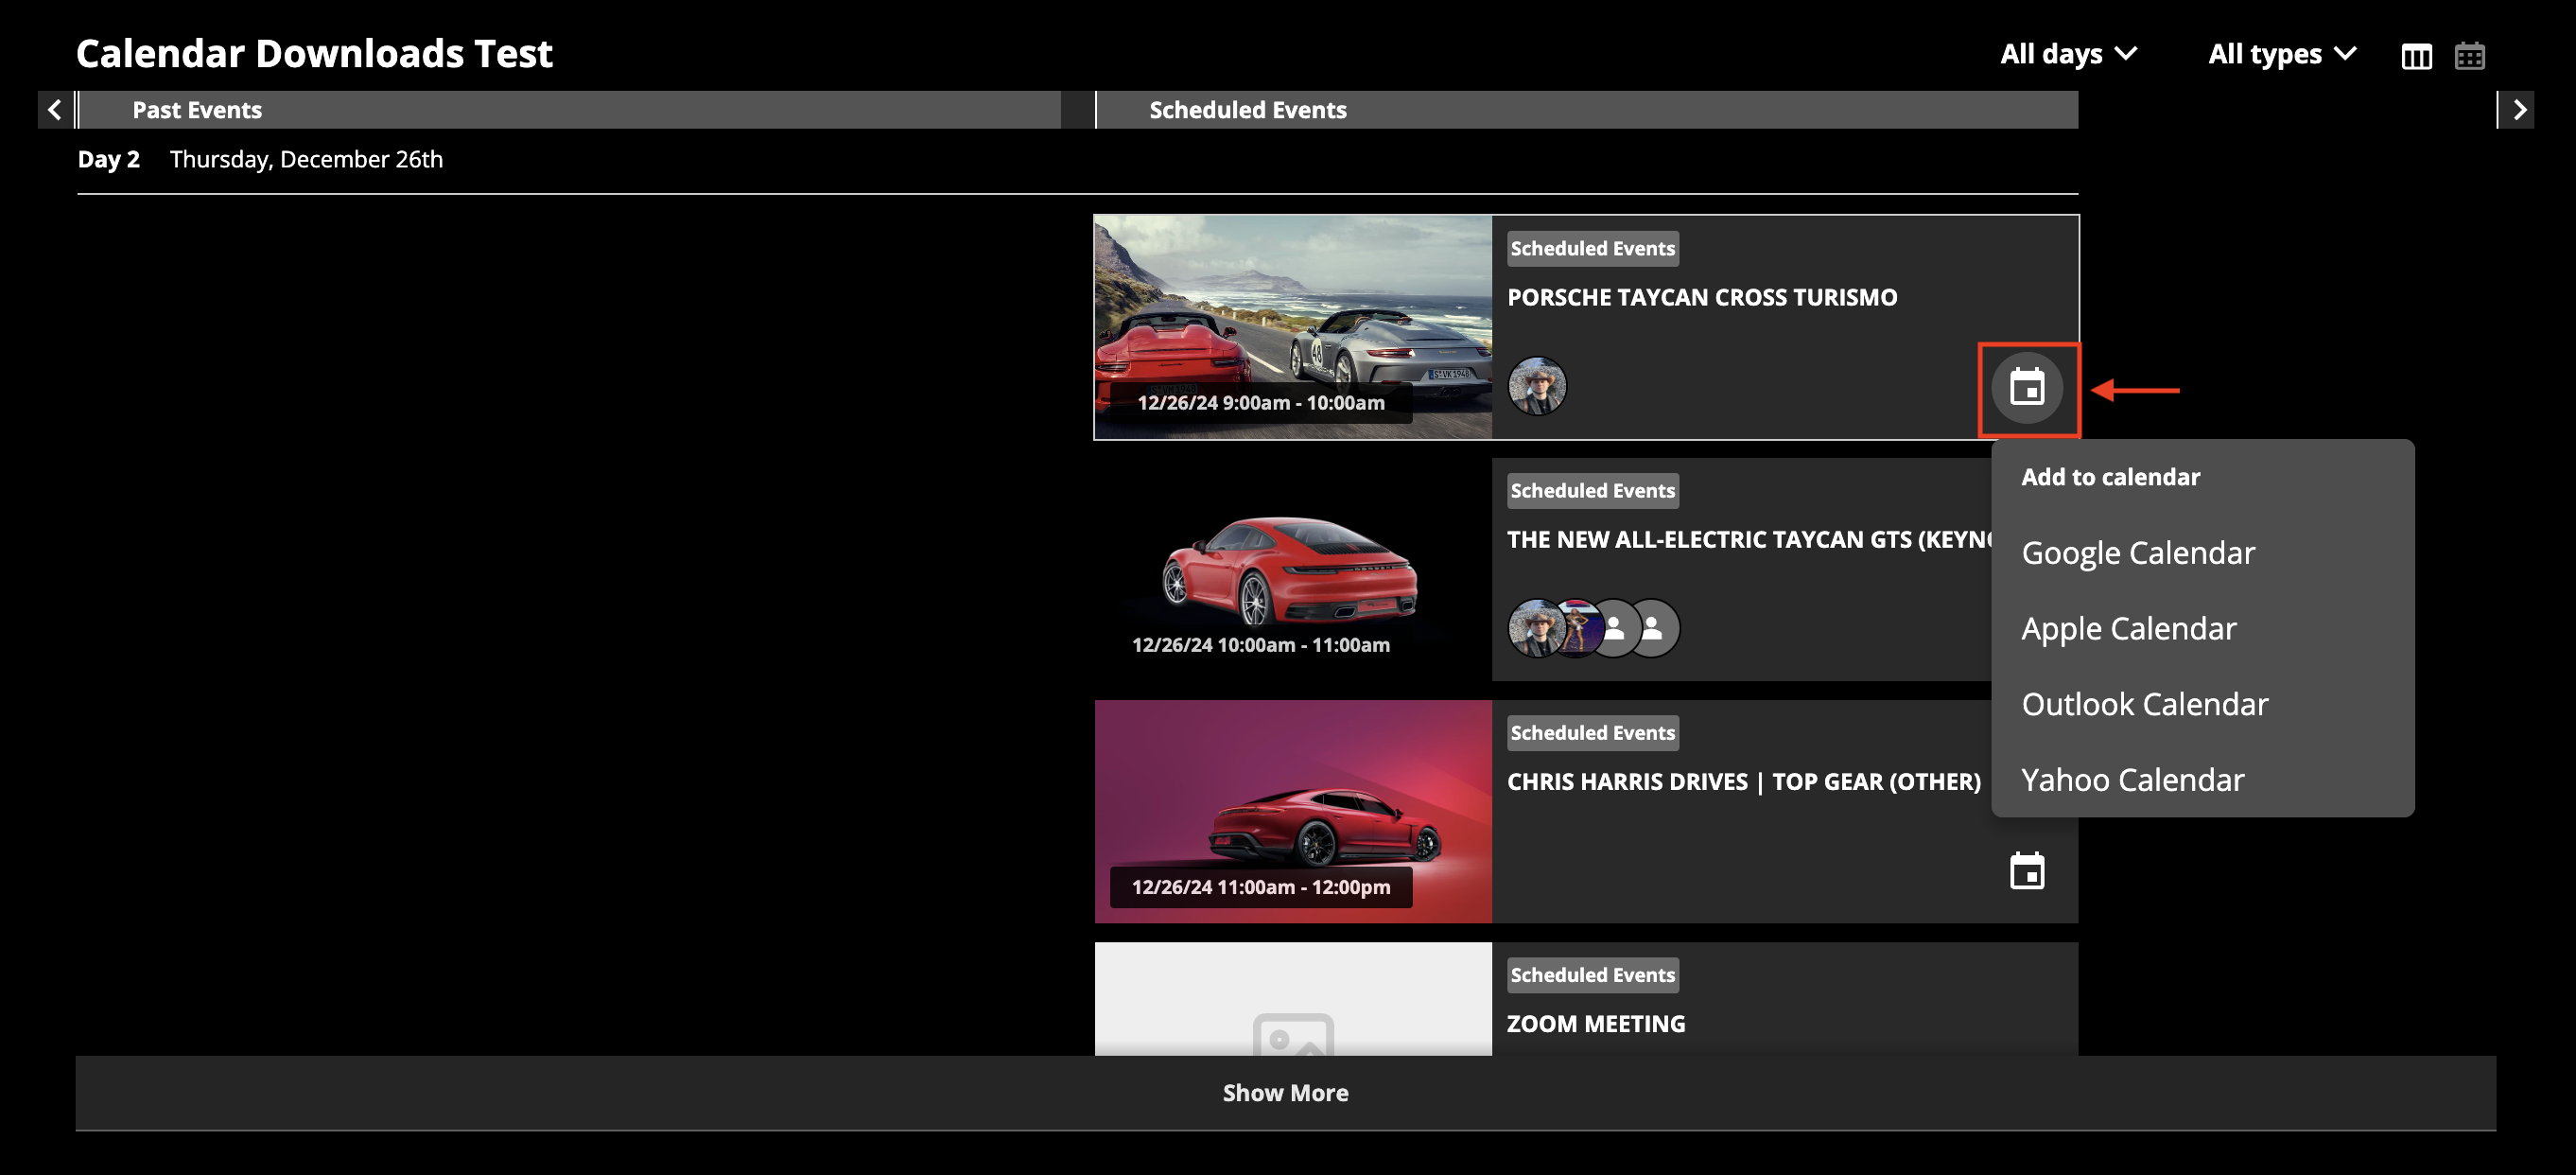 Calendar Downloads Test
All days
All types
Past Events
Scheduled Events
Day 2 Thursday, December 26th
Scheduled Events
PORSCHE TAYCAN CROSS TURISMO
48
12/26/24 9:00am - 10:00am
Add to calendar
Google Calendar
Apple Calendar
Outlook Calendar
Yahoo Calendar
Scheduled Events
THE NEW ALL-ELECTRIC TAYCAN GTS
12/26/24 10:00am - 11:00am
Scheduled Events
CHRIS HARRIS DRIVES | TOP GEAR (OTHER)
12/26/24 11:00am - 12:00pm
Scheduled Events
ZOOM MEETING
Show More